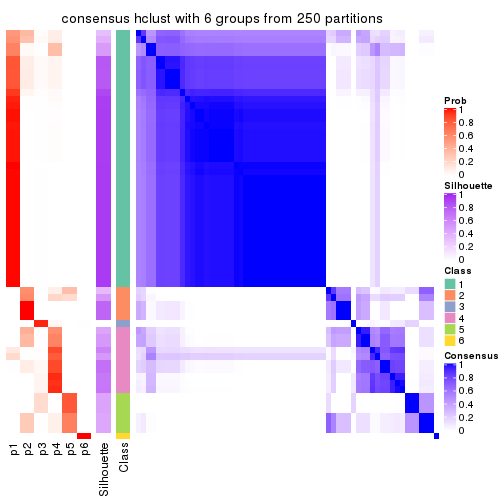 consensus hclust with 6 groups from 250 partitions
Prob
1
0.8
0.6
0.4
0.2
0
Silhouette
1
0.8
0.6
0.4
0.2
0
Class
1
2
3
4
5
6
Consensus
1
0.8
0.6
0.4
0.2
0
p1
p2
p3
p4
p5
p6
Silhouette
Class